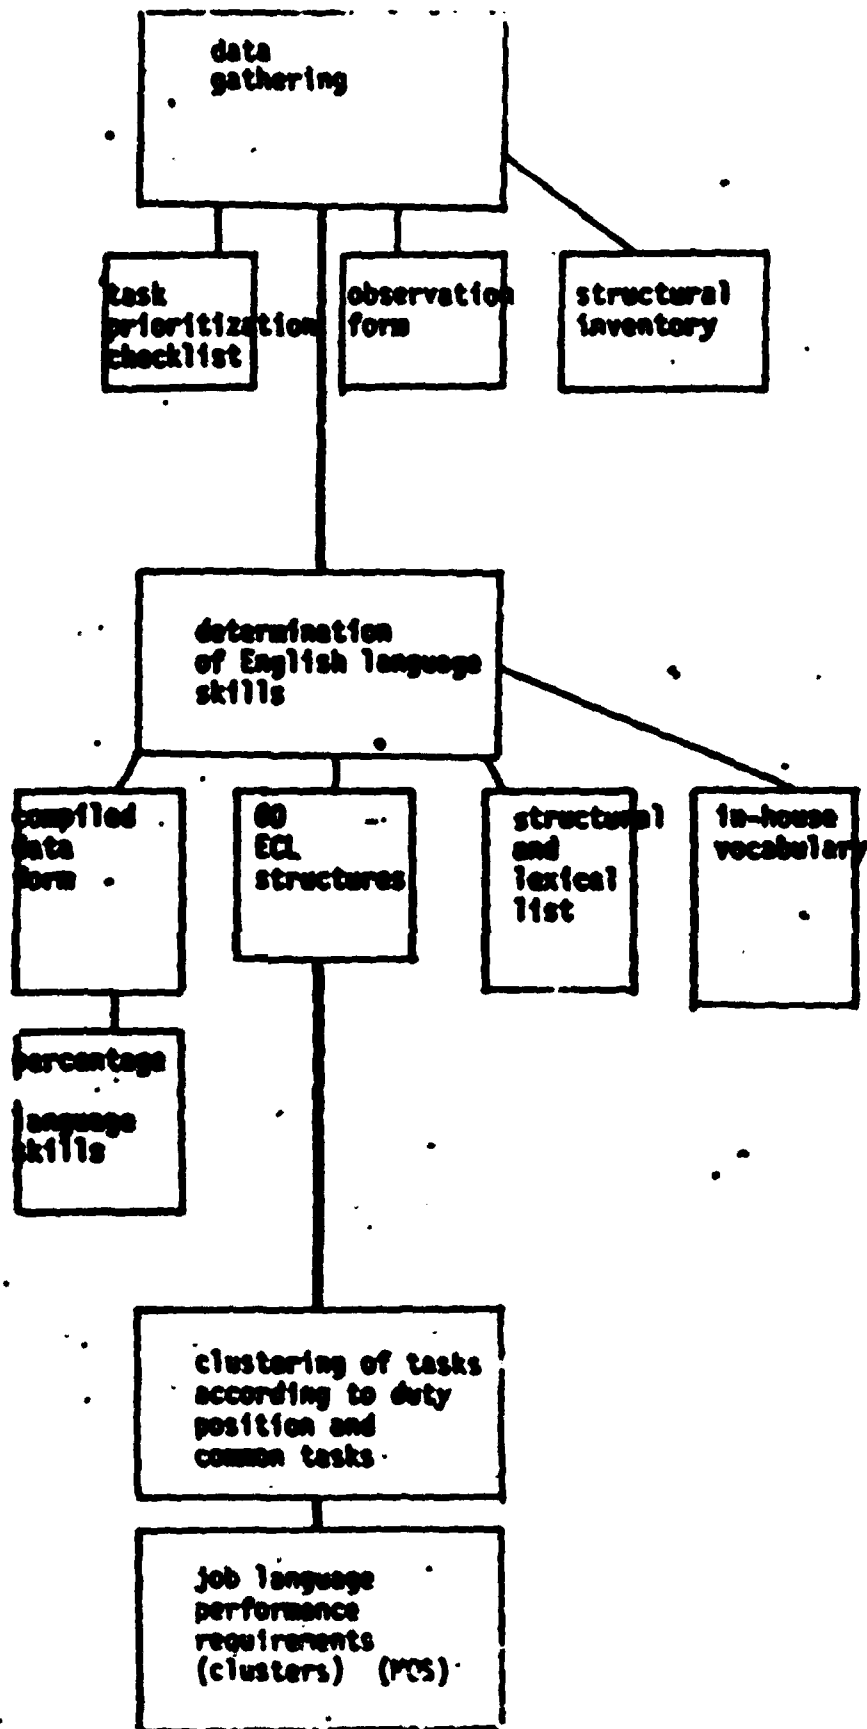 data
gathering
task
prioritization
checklist
observation
form
structural
inventory
determination
of English language
skills
compiled
data
form
ECL
structures
structural
and
lexical
list
in-house
vocabulary
percentage
language
skills
clustering of tasks
according to duty
position and
common tasks
job language
performance
requirements
(clusters) (MOS)